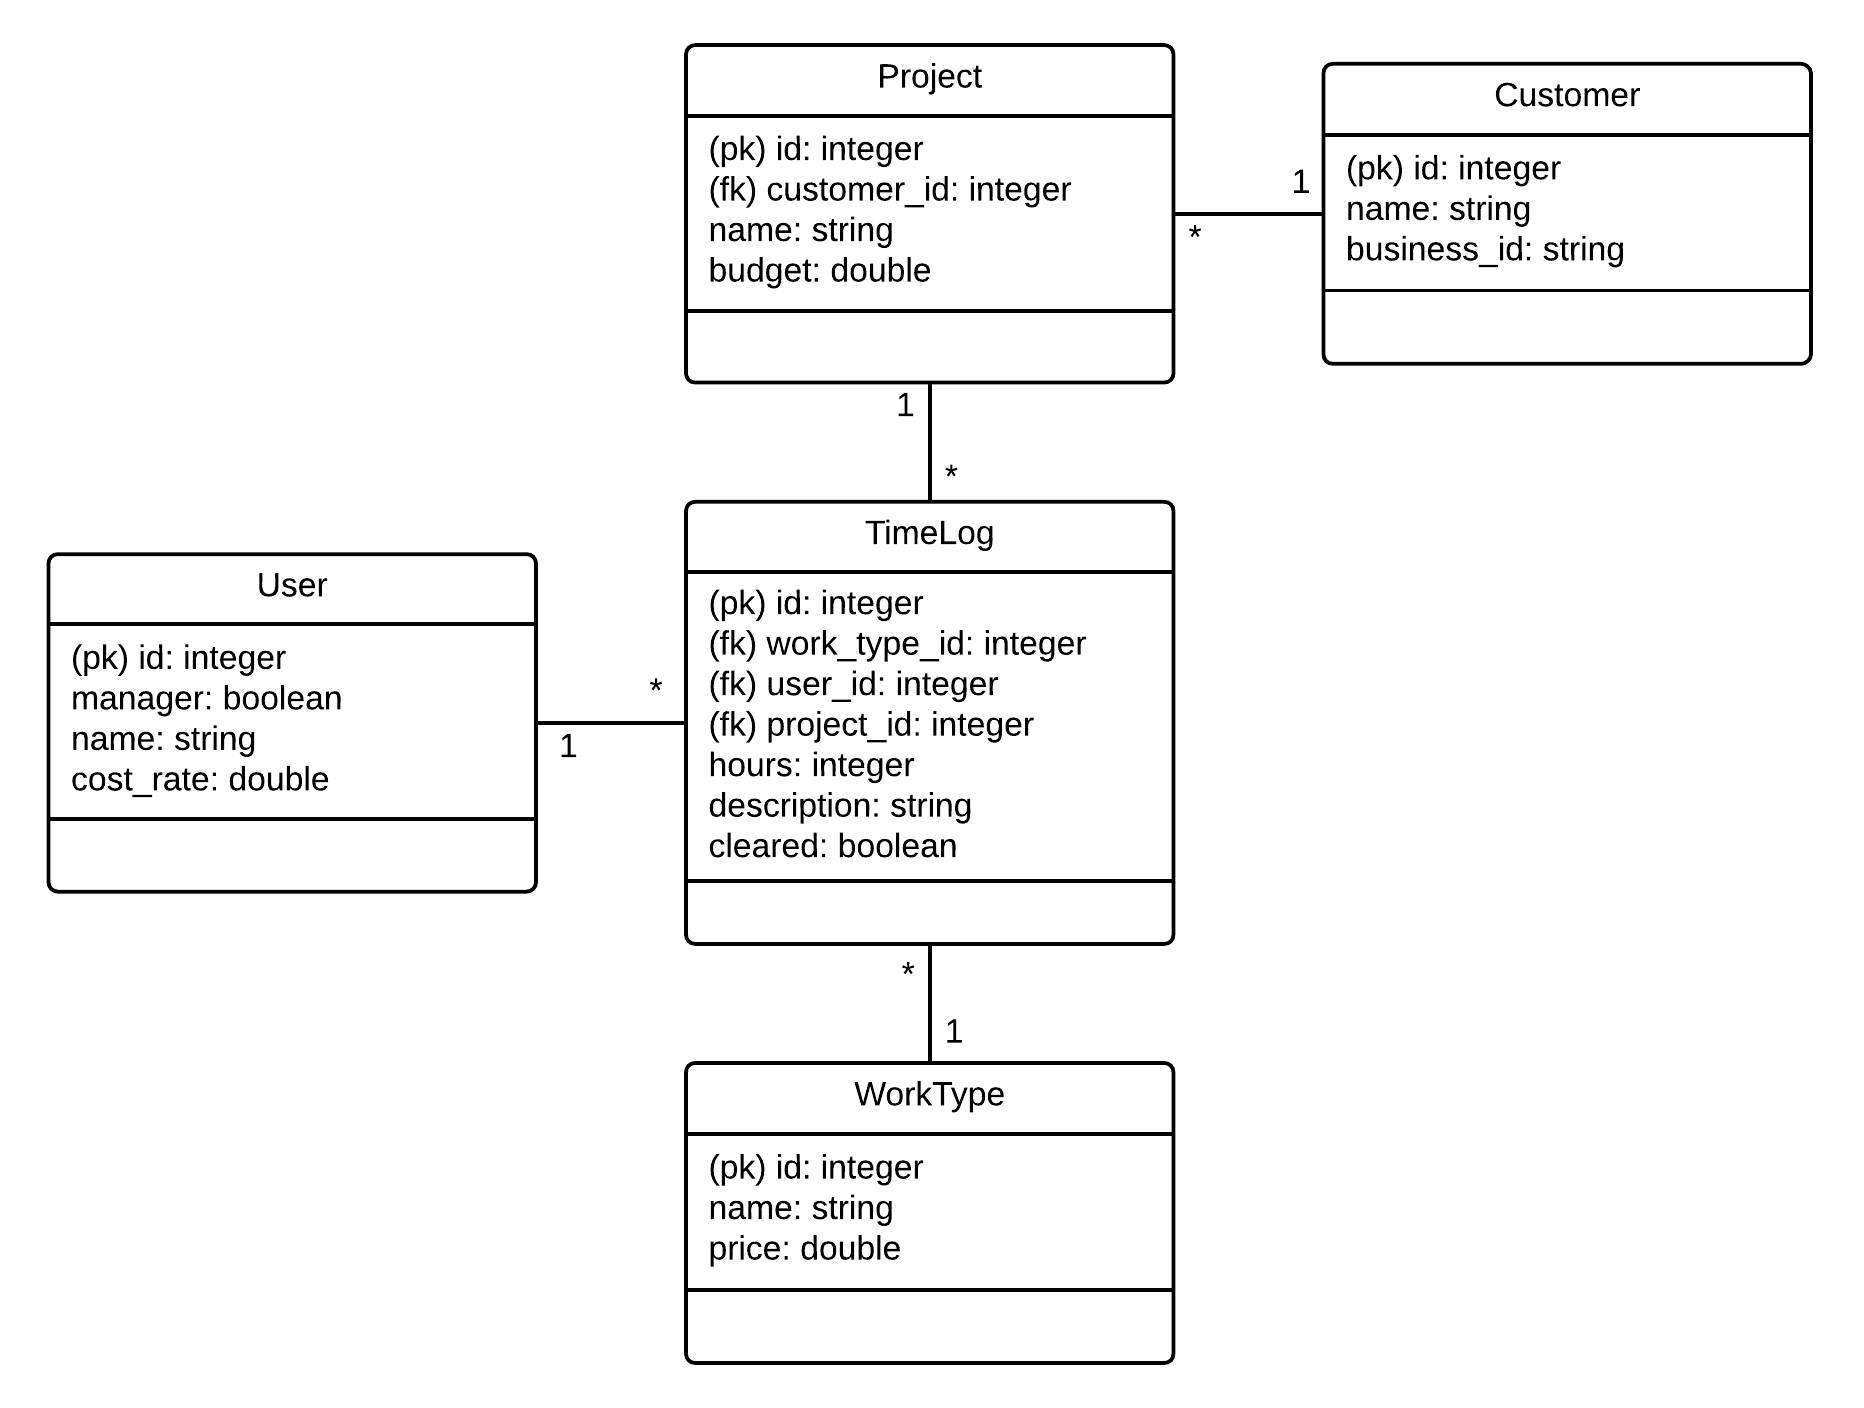 Project
(pk) id: integer
(fk) customer_id: integer
name: string
budget: double
Customer
(pk) id: integer
name: string
business_id: string
1
*
1
*
TimeLog
(pk) id: integer
(fk) work_type_id: integer
(fk) user_id: integer
(fk) project_id: integer
hours: integer
description: string
cleared: boolean
User
(pk) id: integer
manager: boolean
name: string
cost_rate: double
*
1
*
1
WorkType
(pk) id: integer
name: string
price: double